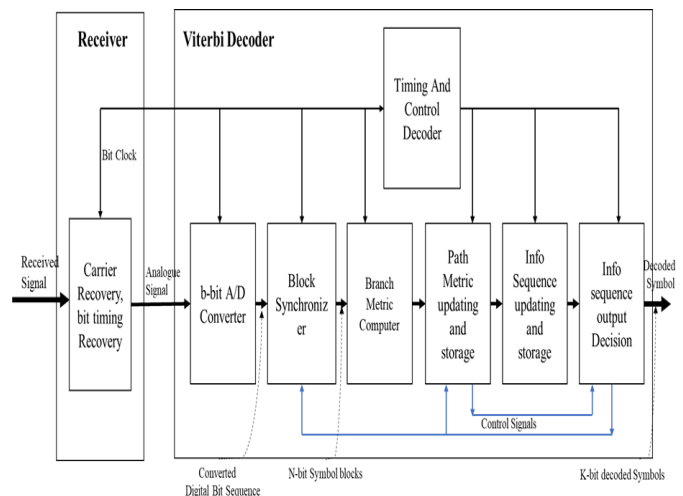 Receiver
Viterbi Decoder
Timing And
Control
Decoder
Bit Clock
Received
Signal
Carrier
Recovery,
bit timing
Recovery
Analogue
Signal
b-bit A/D
Converter
Block
Synchroniz
er
Branch
Metric
Computer
Path
Metric
updating
and
storage
Info
Sequence
updating
and
storage
Info
sequence
output
Decision
Decoded
Symbol
Control Signals
Converted
Digital Bit Sequence
N-bit Symbol blocks
K-bit decoded Symbols